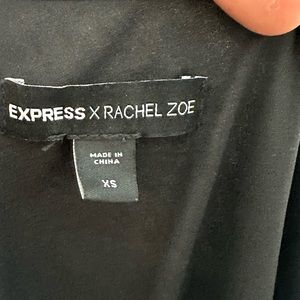 EXPRESS X RACHEL ZOE
MADE IN
CHINA
XS